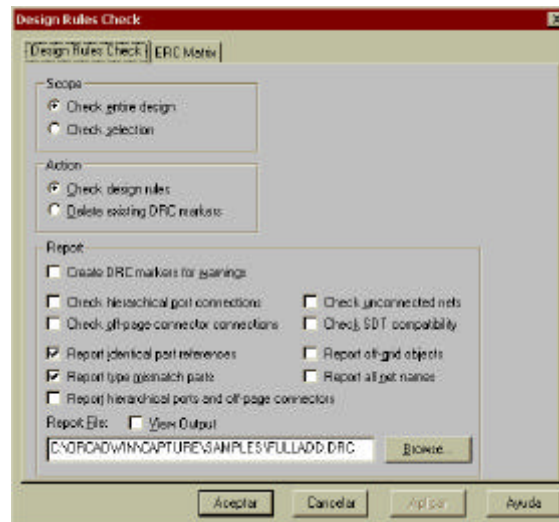 Design Rules Check
Design Rules Check ERC Matrix
Scope
Check entire design
Check selection
Action
Check design rules
Delete existing DRC markers
Report
Create DRC markers for warnings
Check hierarchical port connections Check unconnected nets
Check off-page connector connections Check SDT compatibility
Report identical part references Report off-grid objects
Report type mismatch parts Report all net names
Report hierarchical ports and off-page connectors
Report File: View Output
C:\ORCADWIN\CAPTURE\SAMPLES\FULLADD.DRC Browse...
Aceptar Cancelar Aplicar Ayuda